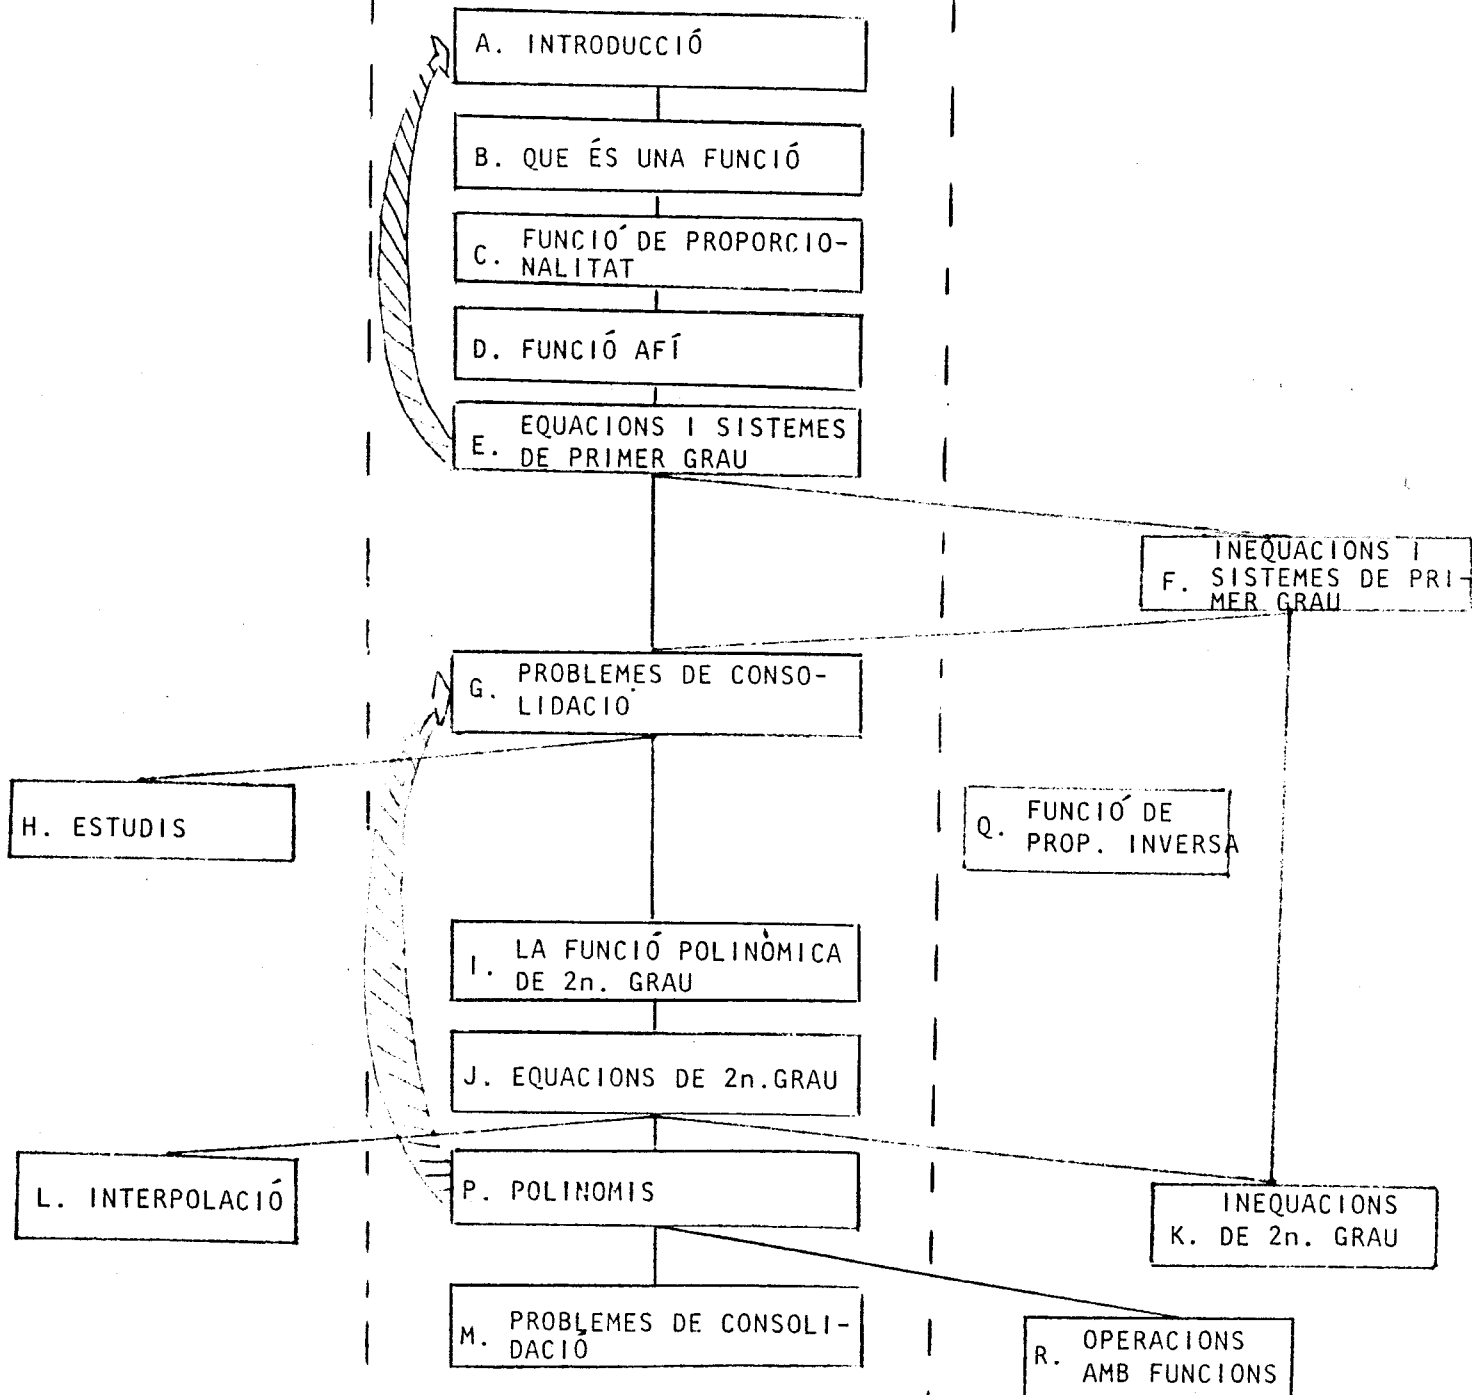 A. INTRODUCCIÓ
B. QUE ÉS UNA FUNCIÓ
C. FUNCIÓ DE PROPORCIO-
NALITAT
D. FUNCIÓ AFÍ
E. EQUACIONS I SISTEMES
DE PRIMER GRAU
INEQUACIONS I
F. SISTEMES DE PRI-
MER GRAU
G. PROBLEMES DE CONSO-
LIDACIÓ
H. ESTUDIS
Q. FUNCIÓ DE
PROP. INVERSA
I. LA FUNCIÓ POLINÒMICA
DE 2n. GRAU
J. EQUACIONS DE 2n.GRAU
L. INTERPOLACIÓ
P. POLINOMIS
INEQUACIONS
K. DE 2n. GRAU
M. PROBLEMES DE CONSOLI-
DACIÓ
R. OPERACIONS
AMB FUNCIONS